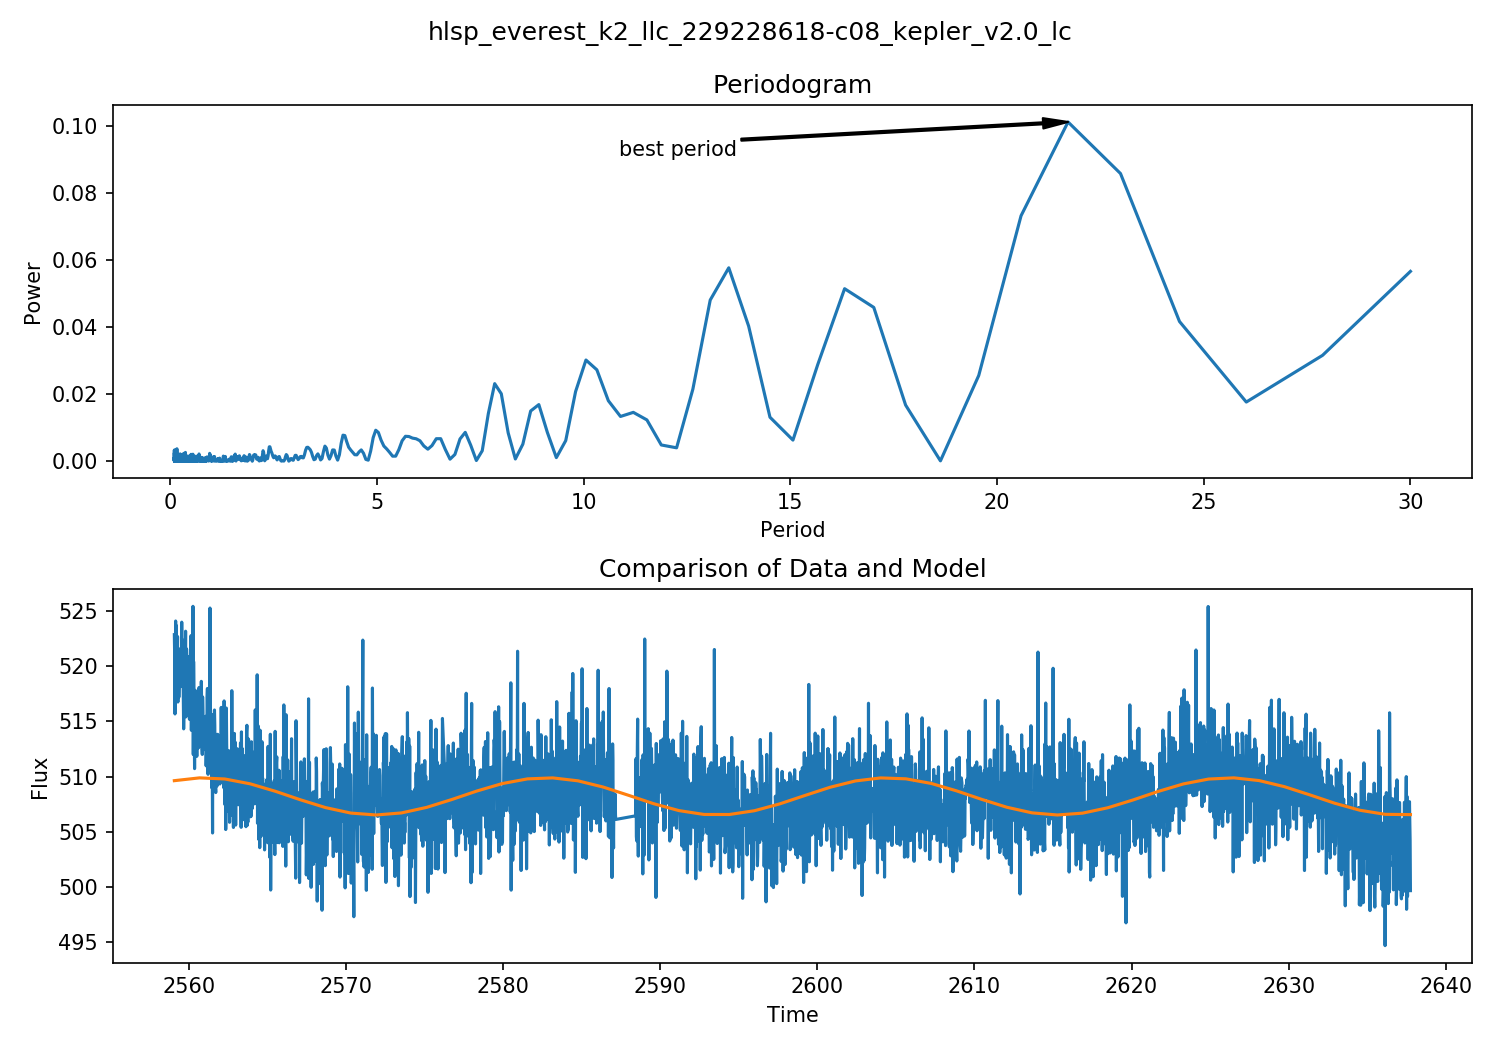 hlsp_everest_k2_llc_229228618-c08_kepler_v2.0_lc
Periodogram
0.10
0.08
0.06
0.04
0.02
0.00
Power
best period
0 5 10 15 20 25 30
Period
Comparison of Data and Model
525
520
515
510
505
500
495
Flux
2560 2570 2580 2590 2600 2610 2620 2630 2640
Time